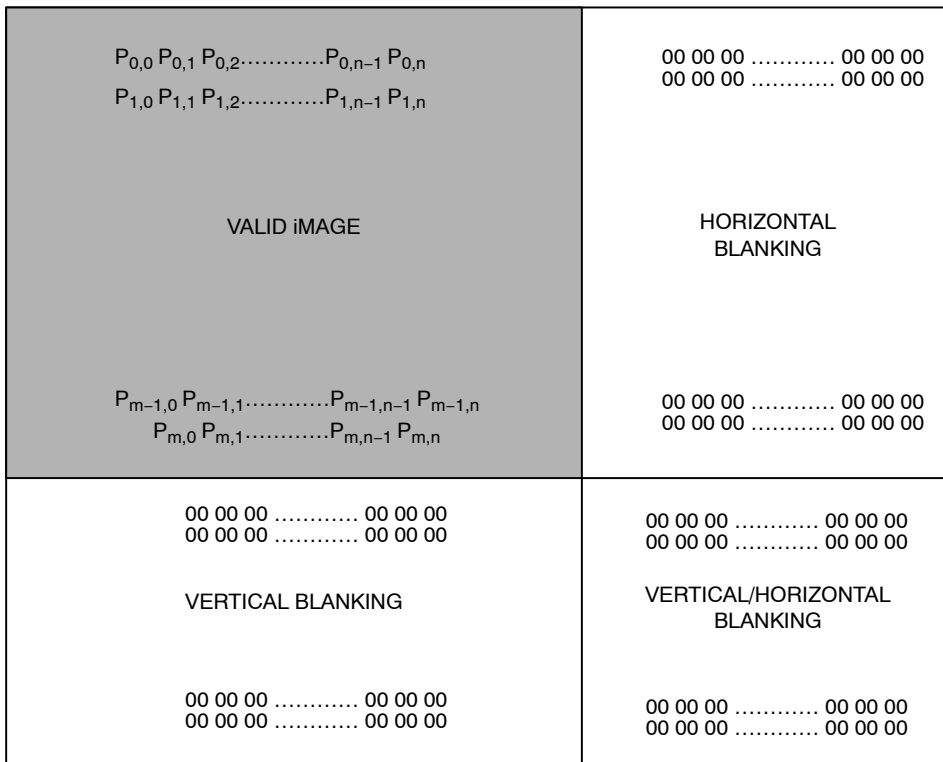 P0,0 P0,1 P0,2............P0,n−1 P0,n
P1,0 P1,1 P1,2............P1,n−1 P1,n
00 00 00 ............ 00 00 00
00 00 00 ............ 00 00 00
VALID iMAGE
HORIZONTAL
BLANKING
Pm−1,0 Pm−1,1............Pm−1,n−1 Pm−1,n
Pm,0 Pm,1............Pm,n−1 Pm,n
00 00 00 ............ 00 00 00
00 00 00 ............ 00 00 00
00 00 00 ............ 00 00 00
00 00 00 ............ 00 00 00
VERTICAL BLANKING
00 00 00 ............ 00 00 00
00 00 00 ............ 00 00 00
00 00 00 ............ 00 00 00
00 00 00 ............ 00 00 00
VERTICAL/HORIZONTAL
BLANKING
00 00 00 ............ 00 00 00
00 00 00 ............ 00 00 00